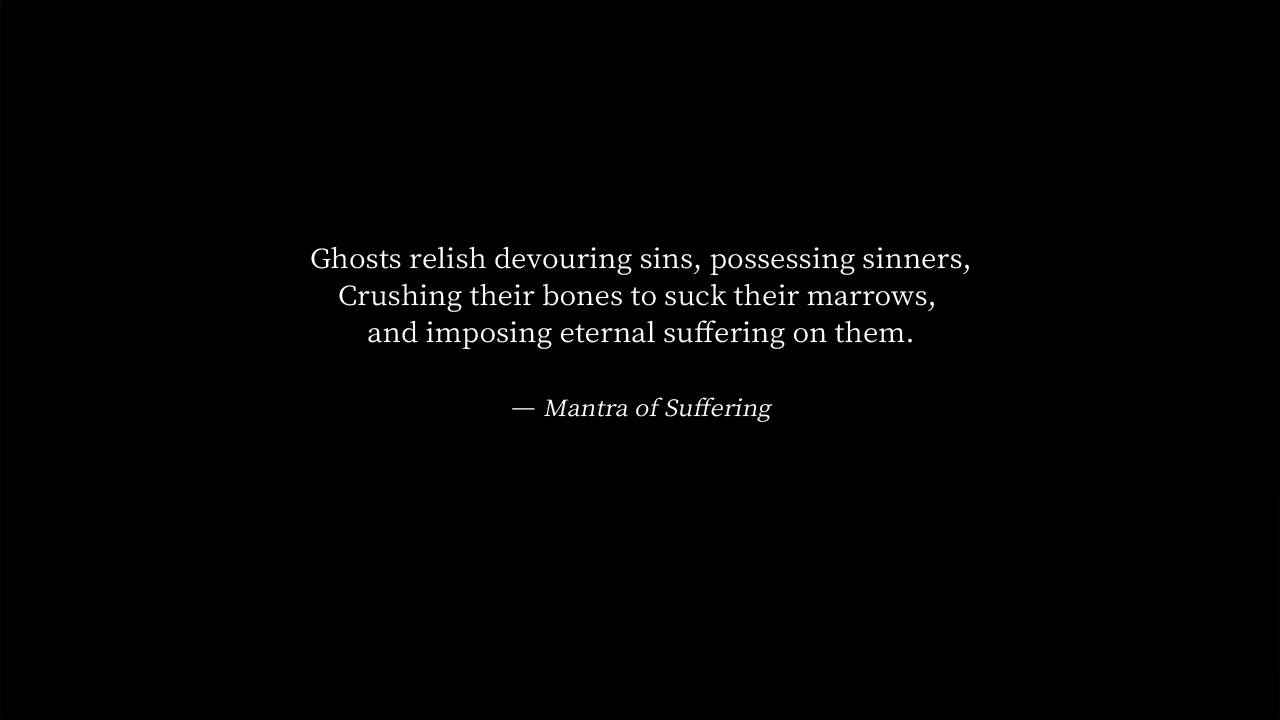 Ghosts relish devouring sins, possessing sinners,
Crushing their bones to suck their marrows,
and imposing eternal suffering on them.
— Mantra of Suffering